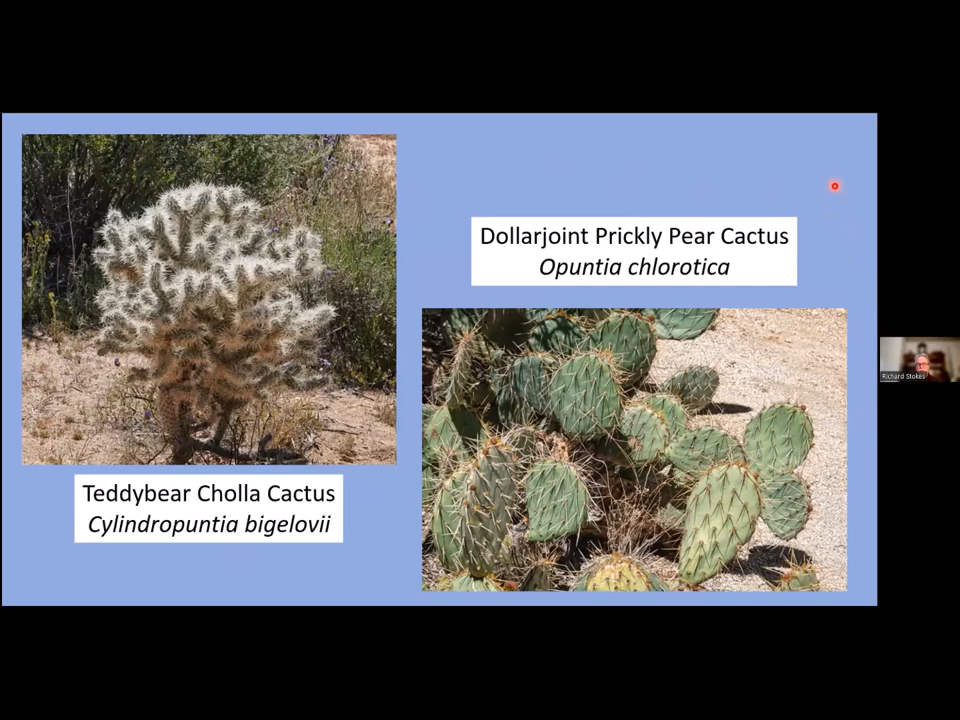 Dollarjoint Prickly Pear Cactus
Opuntia chlorotica
Richard Stokes
Teddybear Cholla Cactus
Cylindropuntia bigelovii